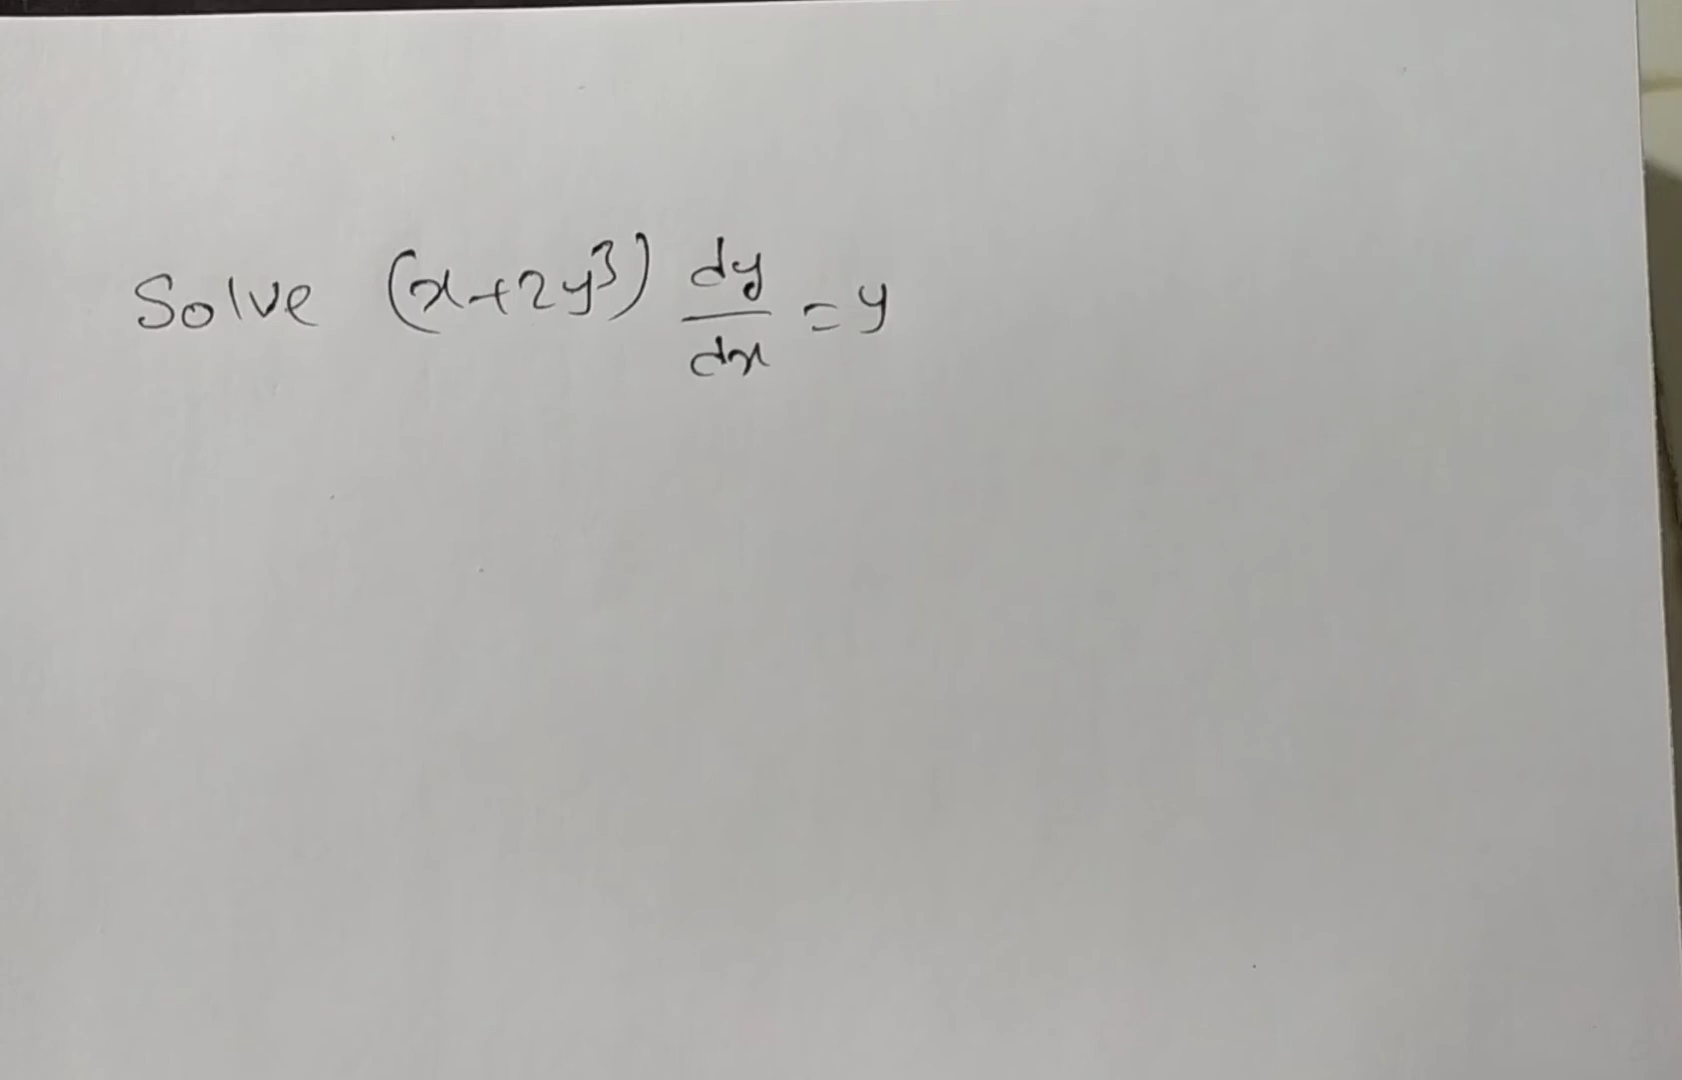 Solve (x+2y³) dy/dx = y